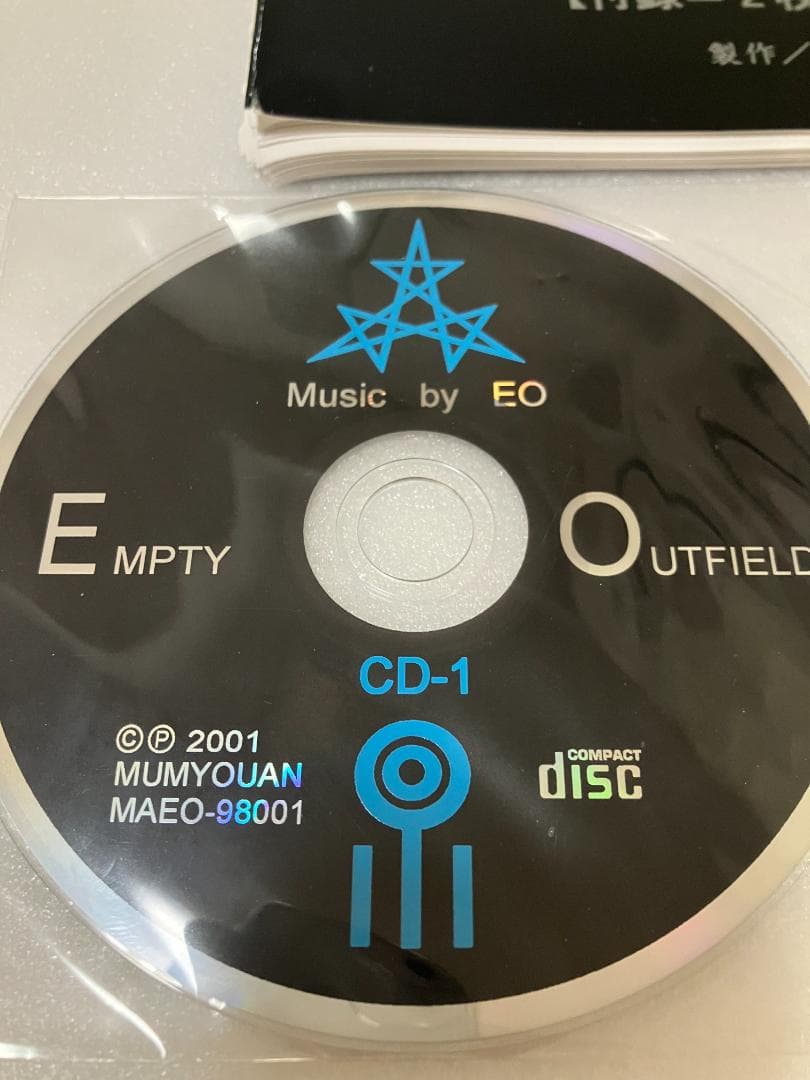 製作／
Music by EO
EMPTY OUTFIELD
CD-1
©℗ 2001
MUMYOUAN
MAEO-98001
COMPACT
disc